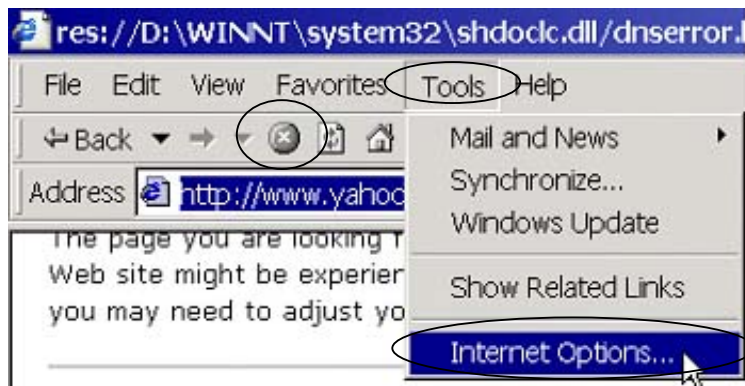 res://D:\WINNT\system32\shdoclc.dll/dnserror.
File Edit View Favorites Tools Help
Back
Mail and News
Synchronize...
Windows Update
Show Related Links
Internet Options...
Address http://www.yahoo
The page you are looking
Web site might be experien
you may need to adjust yo